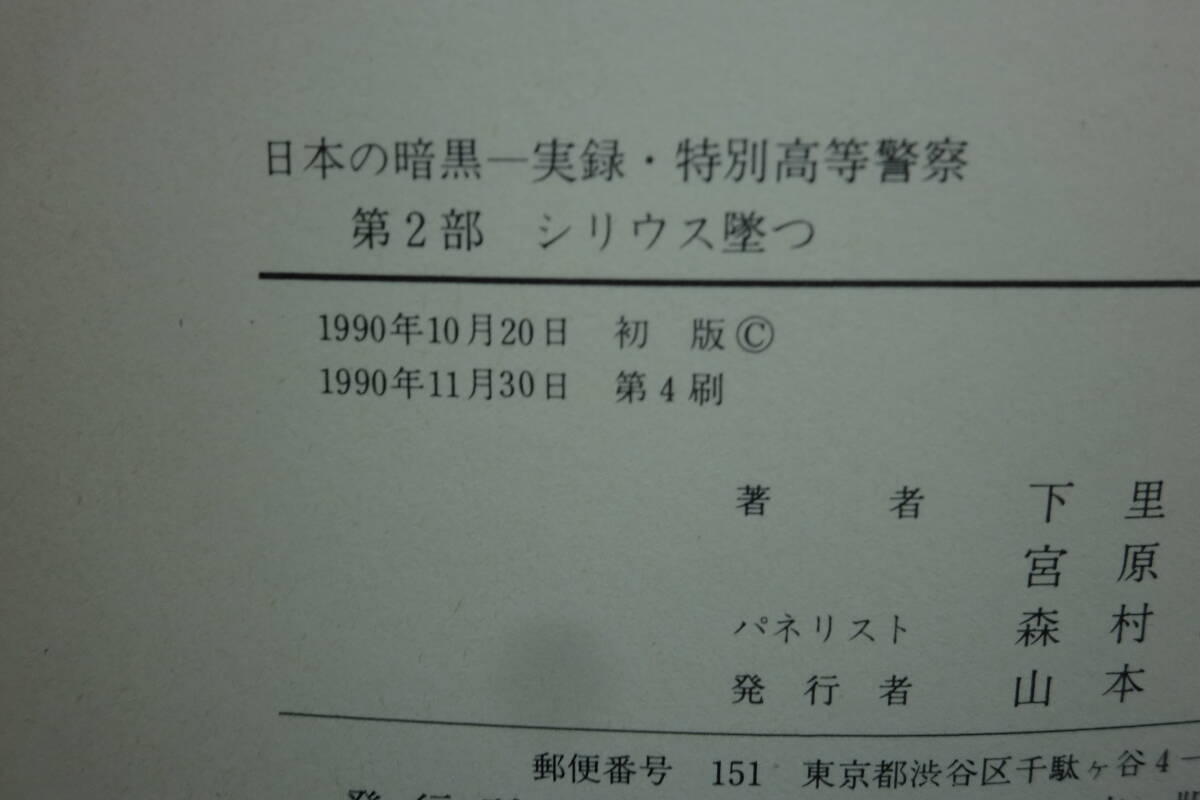 日本の暗黒—実録・特別高等警察
第2部 シリウス墜つ
1990年10月20日 初版©
1990年11月30日 第4刷
著者 下里
宮原
パネリスト 森村
発行者 山本
郵便番号 151 東京都渋谷区千駄ヶ谷4-
発行